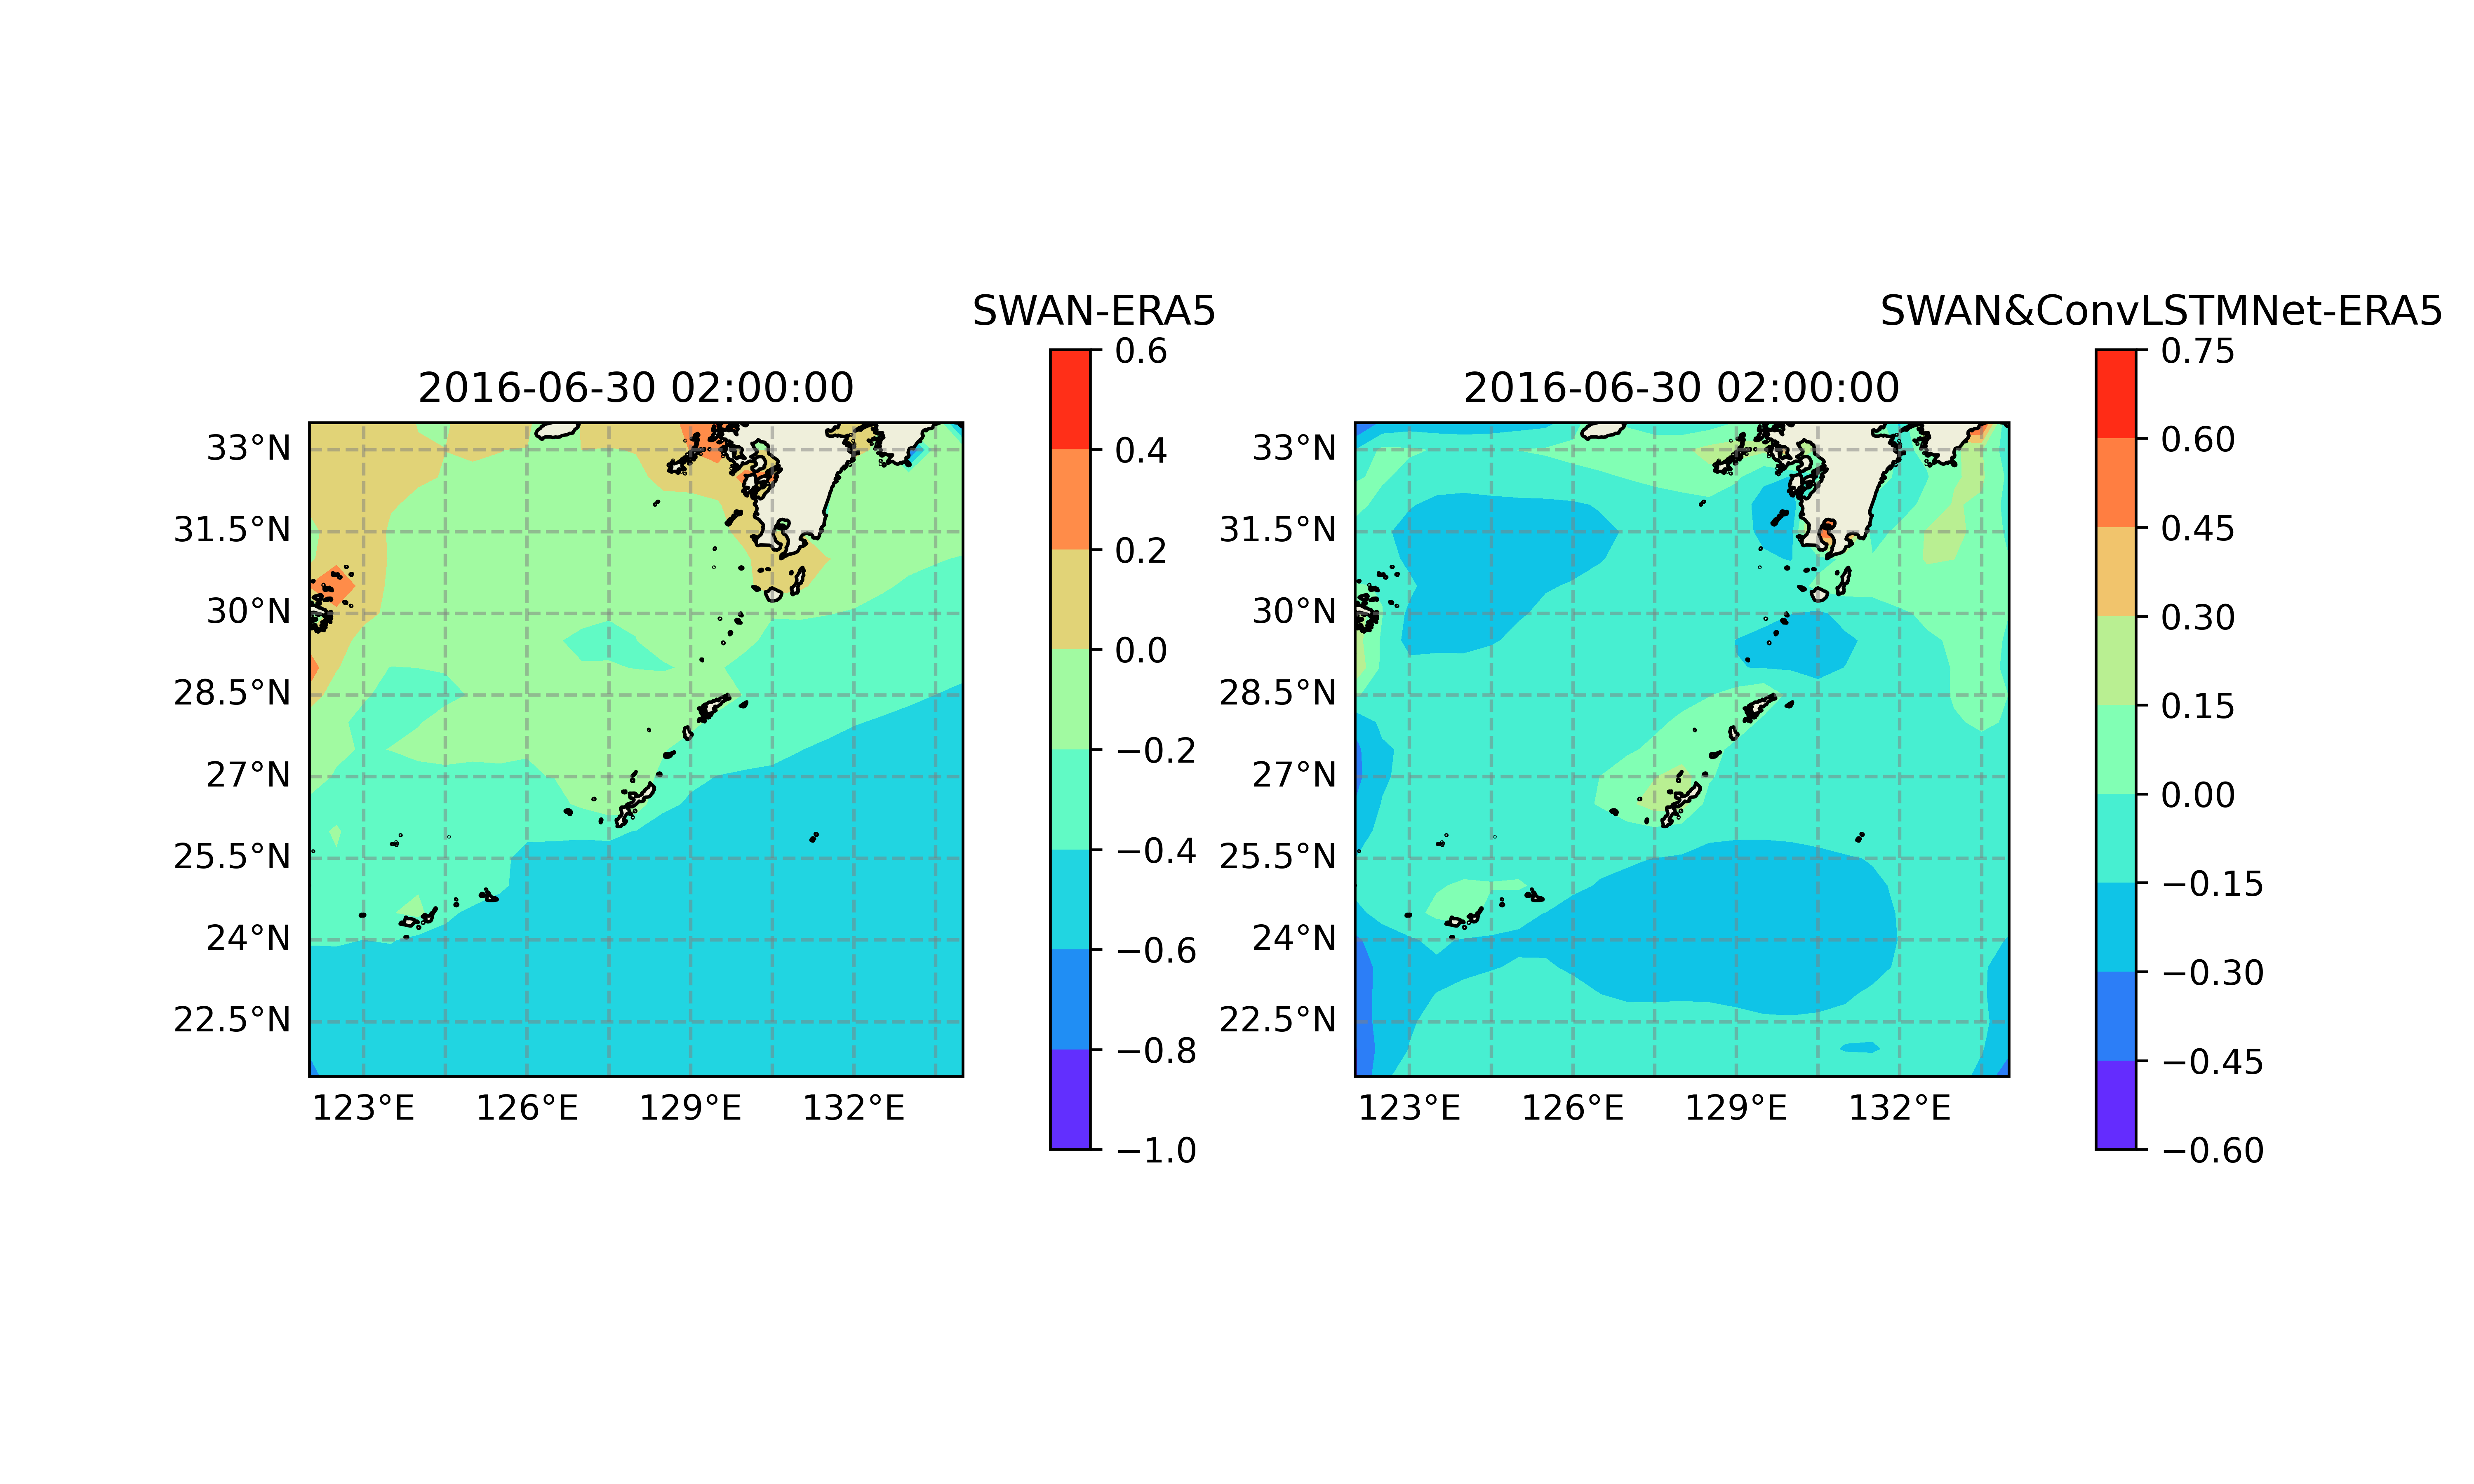 SWAN-ERA5
2016-06-30 02:00:00
33°N
31.5°N
30°N
28.5°N
27°N
25.5°N
24°N
22.5°N
123°E 126°E 129°E 132°E
0.6
0.4
0.2
0.0
−0.2
−0.4
−0.6
−0.8
−1.0
SWAN&ConvLSTMNet-ERA5
2016-06-30 02:00:00
33°N
31.5°N
30°N
28.5°N
27°N
25.5°N
24°N
22.5°N
123°E 126°E 129°E 132°E
0.75
0.60
0.45
0.30
0.15
0.00
−0.15
−0.30
−0.45
−0.60